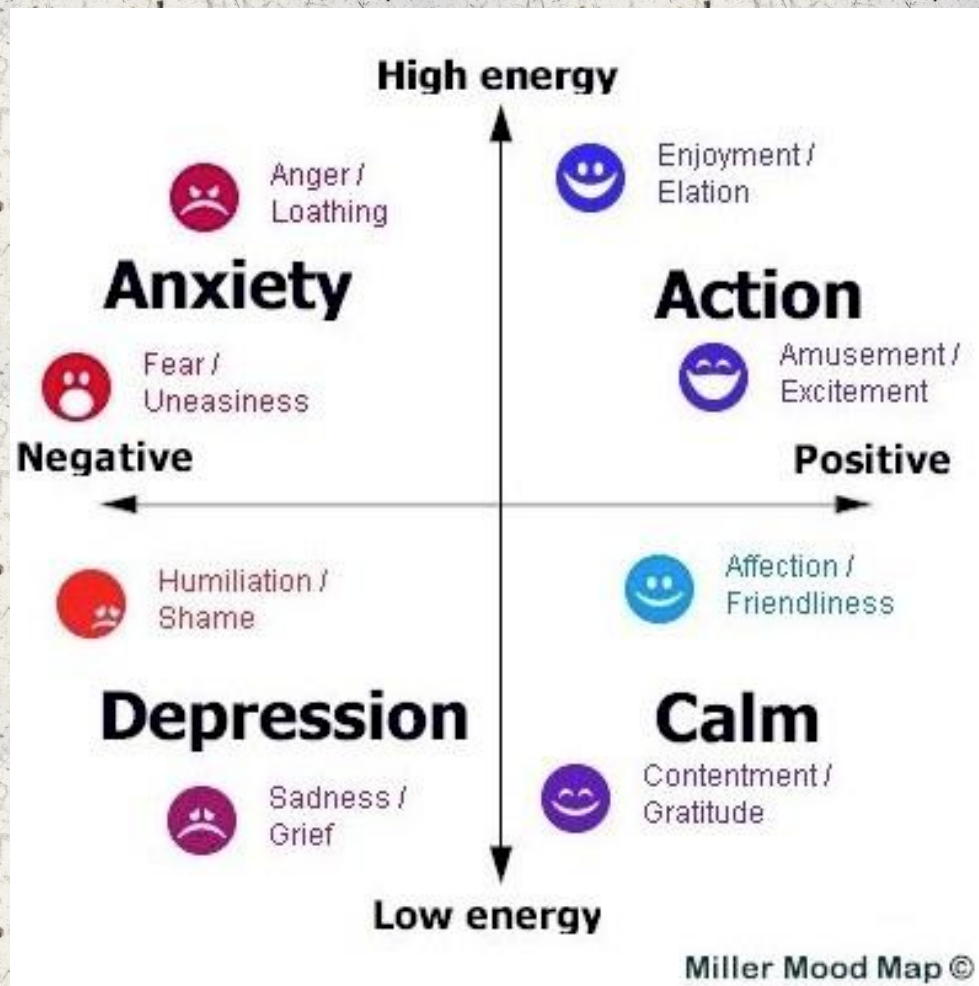 High energy
Anger /
Loathing
Enjoyment /
Elation
Anxiety
Action
Fear /
Uneasiness
Amusement /
Excitement
Negative
Positive
Humiliation /
Shame
Affection /
Friendliness
Depression
Calm
Sadness /
Grief
Contentment /
Gratitude
Low energy
Miller Mood Map ©